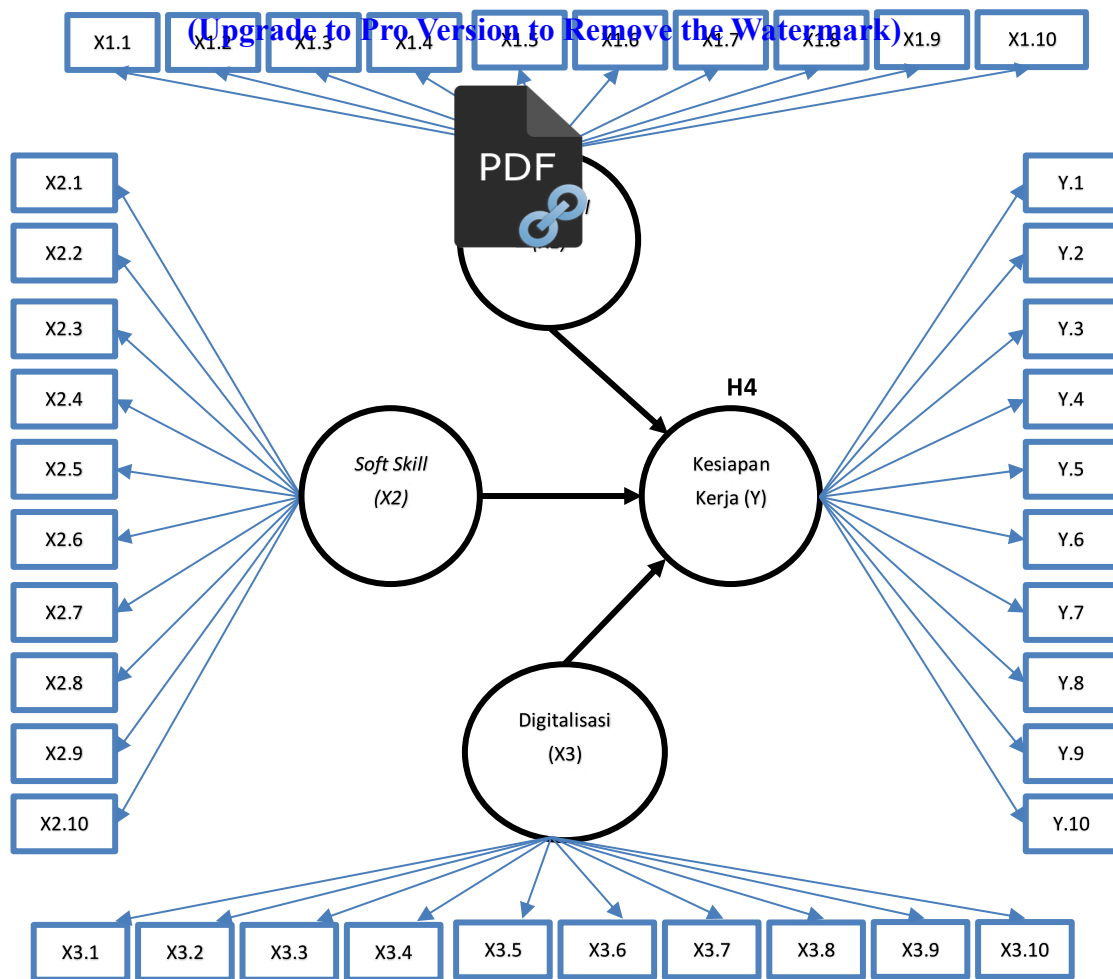 (Upgrade to Pro Version to Remove the Watermark)
X1.1 X1.2 X1.3 X1.4 X1.5 X1.6 X1.7 X1.8 X1.9 X1.10
PDF
X2.1
X2.2
X2.3
X2.4
X2.5
X2.6
X2.7
X2.8
X2.9
X2.10
H4
Soft Skill
(X2)
Kesiapan
Kerja (Y)
Digitalisasi
(X3)
Y.1
Y.2
Y.3
Y.4
Y.5
Y.6
Y.7
Y.8
Y.9
Y.10
X3.1 X3.2 X3.3 X3.4 X3.5 X3.6 X3.7 X3.8 X3.9 X3.10